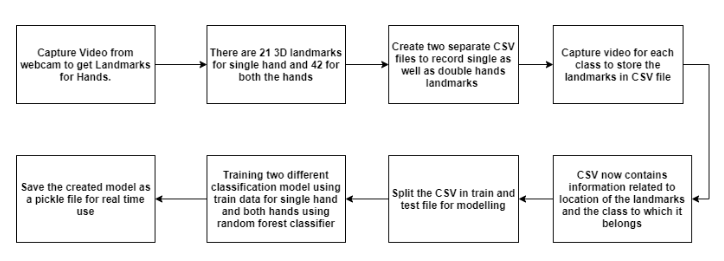 Capture Video from
webcam to get Landmarks
for Hands.
There are 21 3D landmarks
for single hand and 42 for
both the hands
Create two separate CSV
files to record single as
well as double hands
landmarks
Capture video for each
class to store the
landmarks in CSV file
CSV now contains
information related to
location of the landmarks
and the class to which it
belongs
Split the CSV in train and
test file for modelling
Training two different
classification model using
train data for single hand
and both hands using
random forest classifier
Save the created model as
a pickle file for real time
use